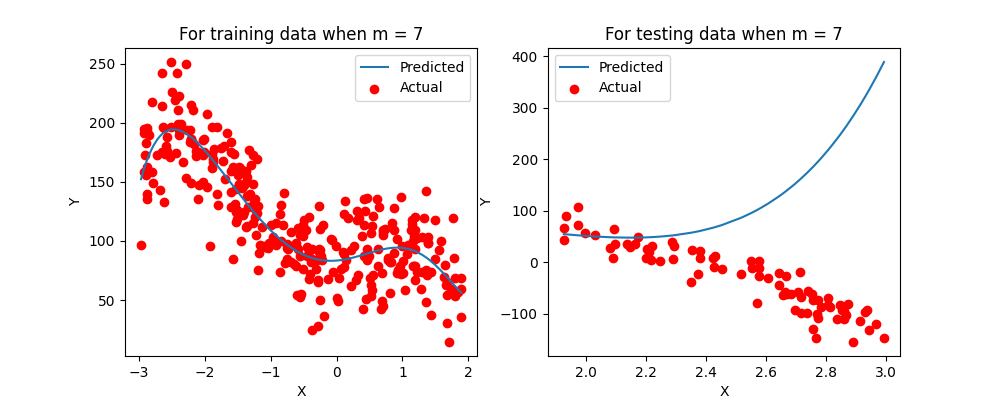 For training data when m = 7
Predicted
Actual
250
200
150
100
50
Y
−3
−2
−1
0
1
2
X
For testing data when m = 7
Predicted
Actual
400
300
200
100
0
−100
Y
2.0
2.2
2.4
2.6
2.8
3.0
X